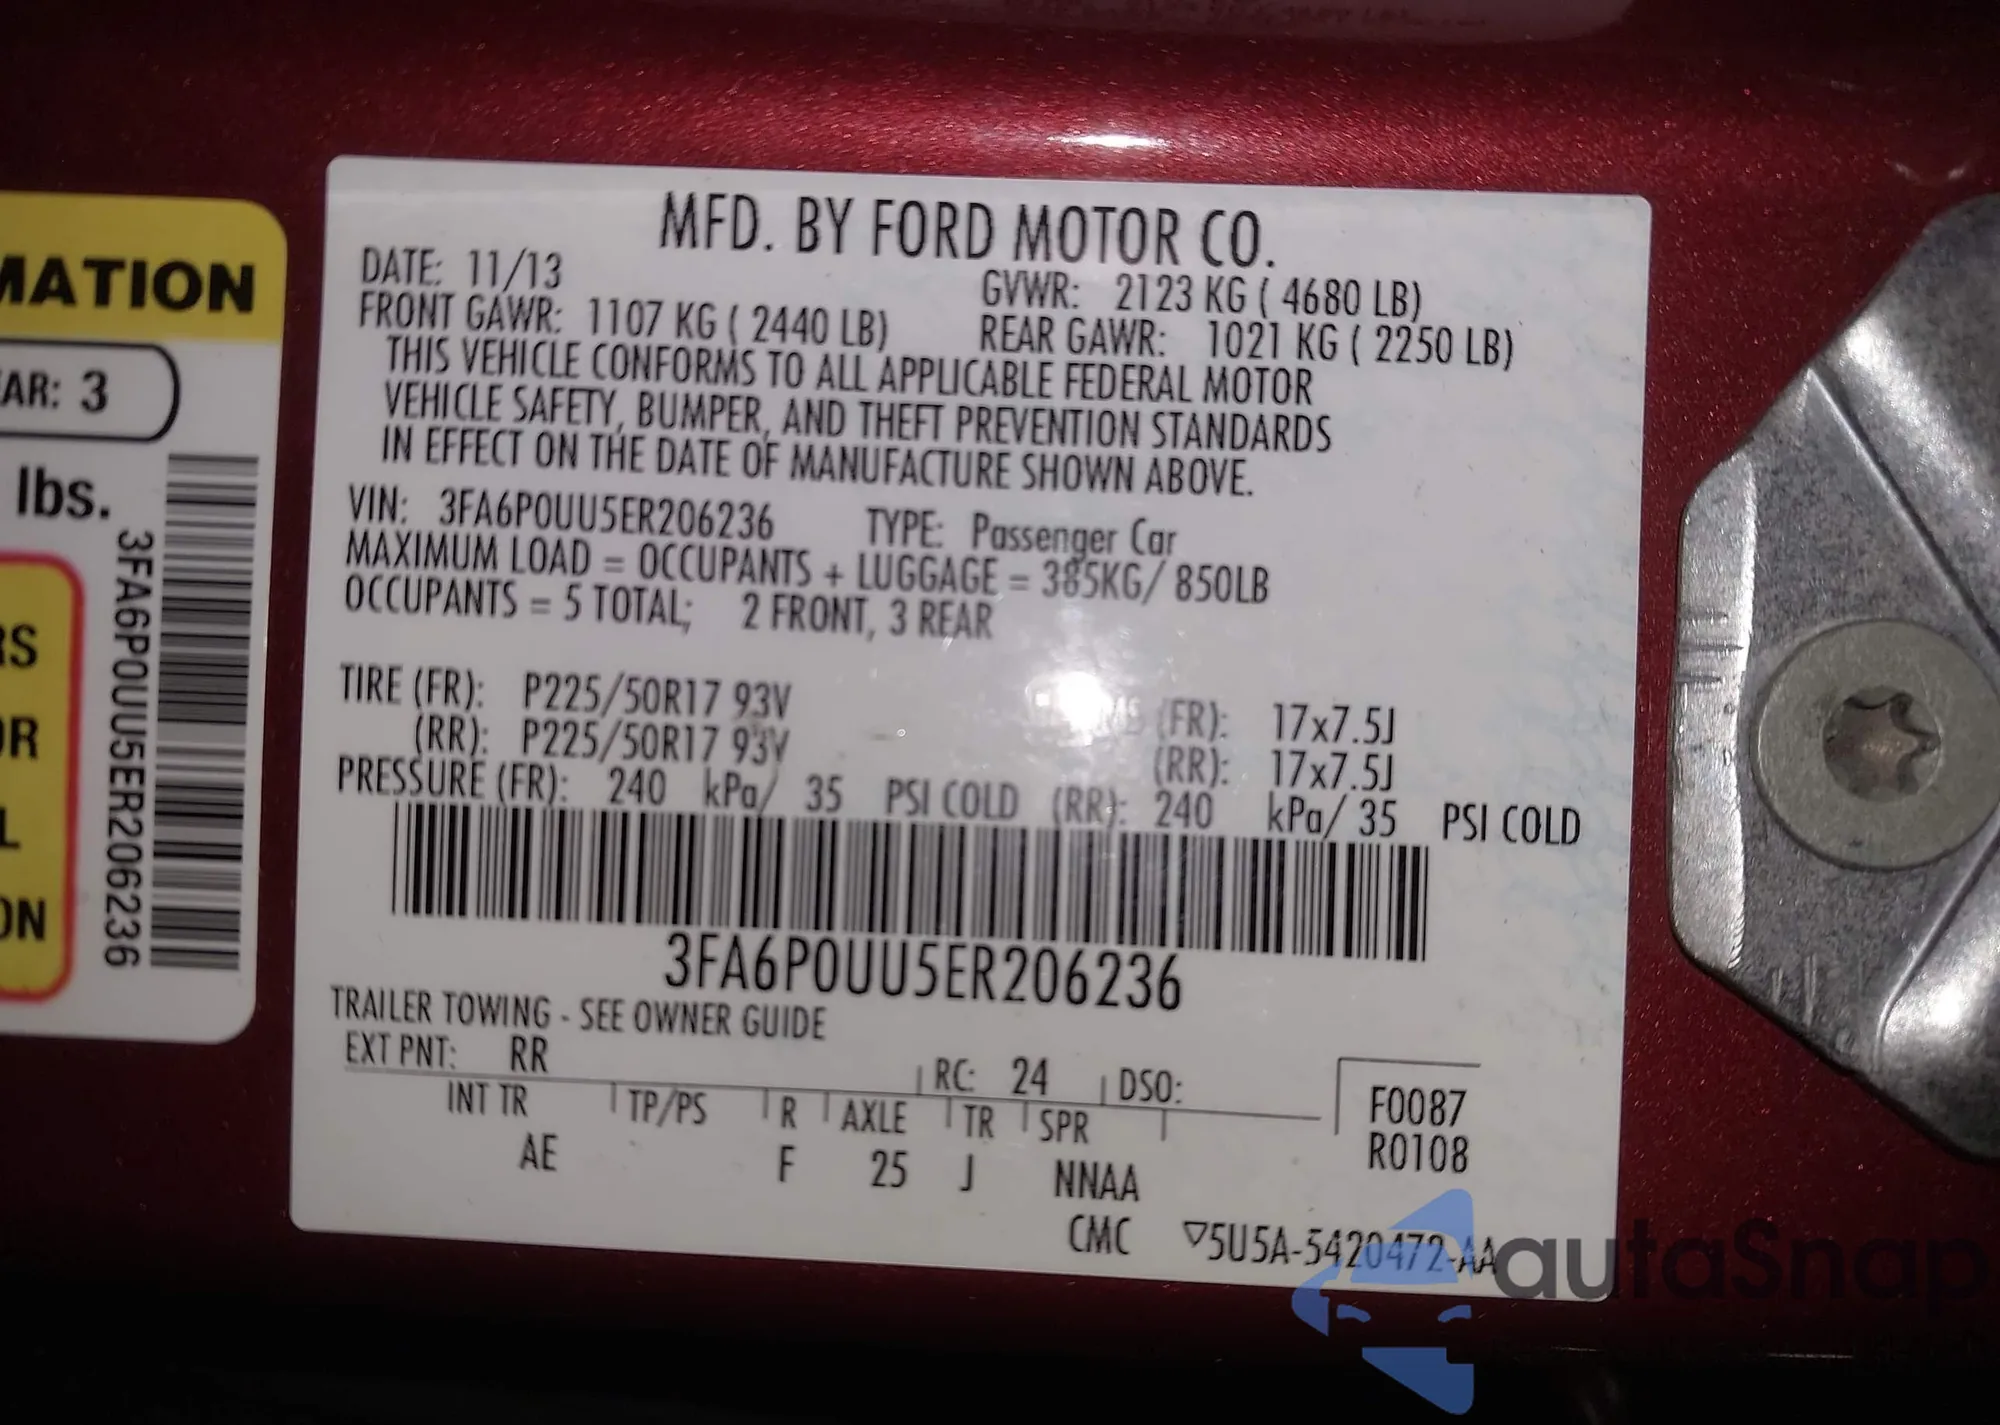 MATION
AR: 3
lbs.
3FA6P0UU5ER206236
RS
OR
L
ON
MFD. BY FORD MOTOR CO.
DATE: 11/13 GVWR: 2123 KG ( 4680 LB)
FRONT GAWR: 1107 KG ( 2440 LB) REAR GAWR: 1021 KG ( 2250 LB)
THIS VEHICLE CONFORMS TO ALL APPLICABLE FEDERAL MOTOR
VEHICLE SAFETY, BUMPER, AND THEFT PREVENTION STANDARDS
IN EFFECT ON THE DATE OF MANUFACTURE SHOWN ABOVE.
VIN: 3FA6P0UU5ER206236 TYPE: Passenger Car
MAXIMUM LOAD = OCCUPANTS + LUGGAGE = 385KG/ 850LB
OCCUPANTS = 5 TOTAL; 2 FRONT, 3 REAR
TIRE (FR): P225/50R17 93V (FR): 17x7.5J
(RR): P225/50R17 93V (RR): 17x7.5J
PRESSURE (FR): 240 kPa/ 35 PSI COLD (RR): 240 kPa/ 35 PSI COLD
3FA6P0UU5ER206236
TRAILER TOWING - SEE OWNER GUIDE
EXT PNT: RR RC: 24 DSO:
INT TR TP/PS R AXLE TR SPR F0087
AE F 25 J NNAA R0108
CMC ▽5U5A-5420472-AA
autaSnap